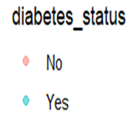 diabetes_status
No
Yes